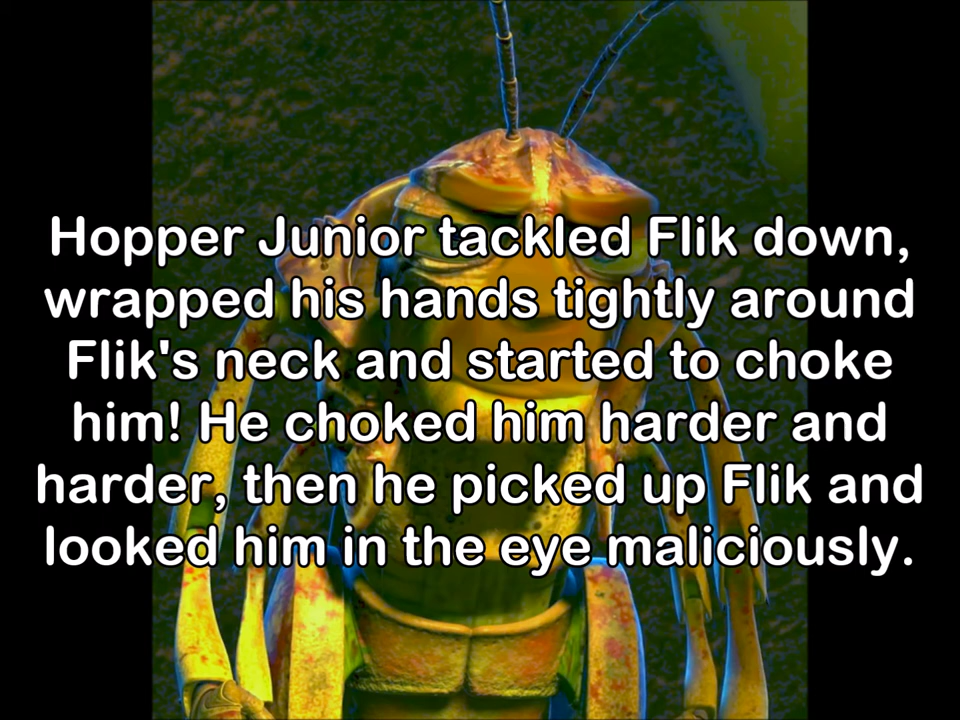 Hopper Junior tackled Flik down,
wrapped his hands tightly around
Flik's neck and started to choke
him! He choked him harder and
harder, then he picked up Flik and
looked him in the eye maliciously.